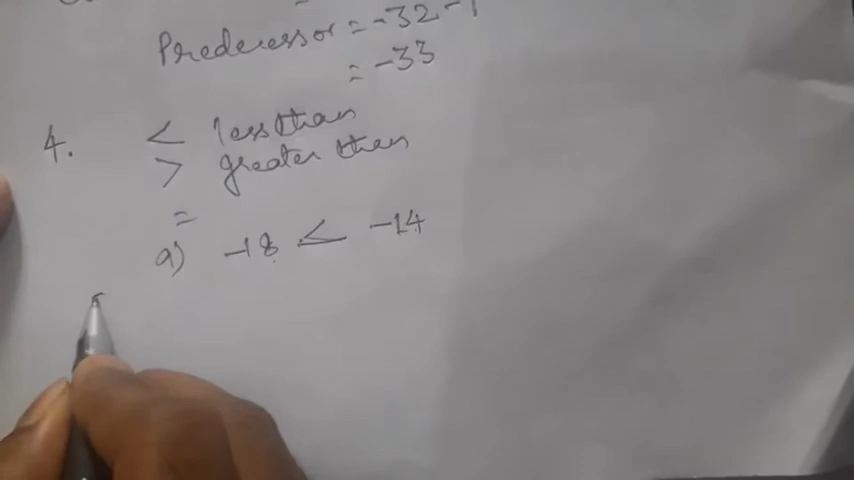 Predecessor = -32-1
= -33
4. < less than
> greater than
=
a) -18 < -14